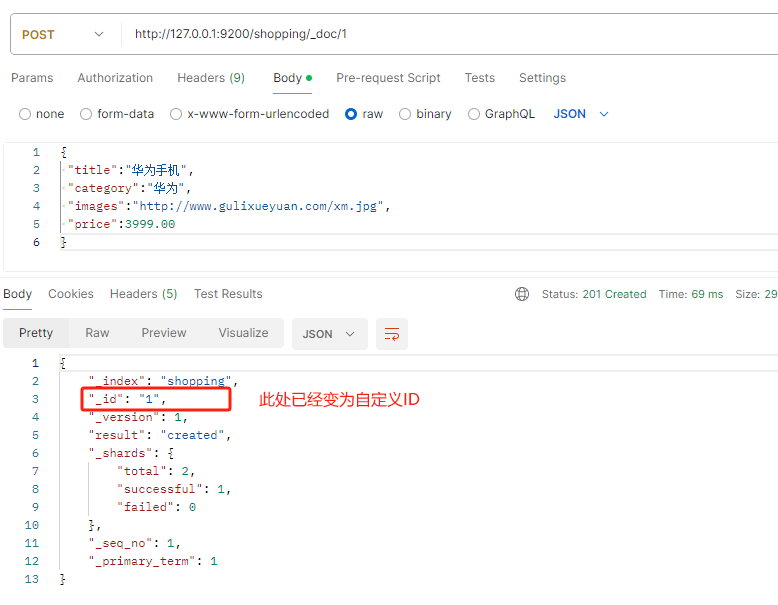 POST http://127.0.0.1:9200/shopping/_doc/1
Params Authorization Headers (9) Body Pre-request Script Tests Settings
none form-data x-www-form-urlencoded raw binary GraphQL JSON
1 {
2 "title":"华为手机",
3 "category":"华为",
4 "images":"http://www.gulixueyuan.com/xm.jpg",
5 "price":3999.00
6 }
Body Cookies Headers (5) Test Results Status: 201 Created Time: 69 ms Size: 29
Pretty Raw Preview Visualize JSON
1 {
2 "_index": "shopping",
3 "_id": "1", 此处已经变为自定义ID
4 "_version": 1,
5 "result": "created",
6 "_shards": {
7 "total": 2,
8 "successful": 1,
9 "failed": 0
10 },
11 "_seq_no": 1,
12 "_primary_term": 1
13 }